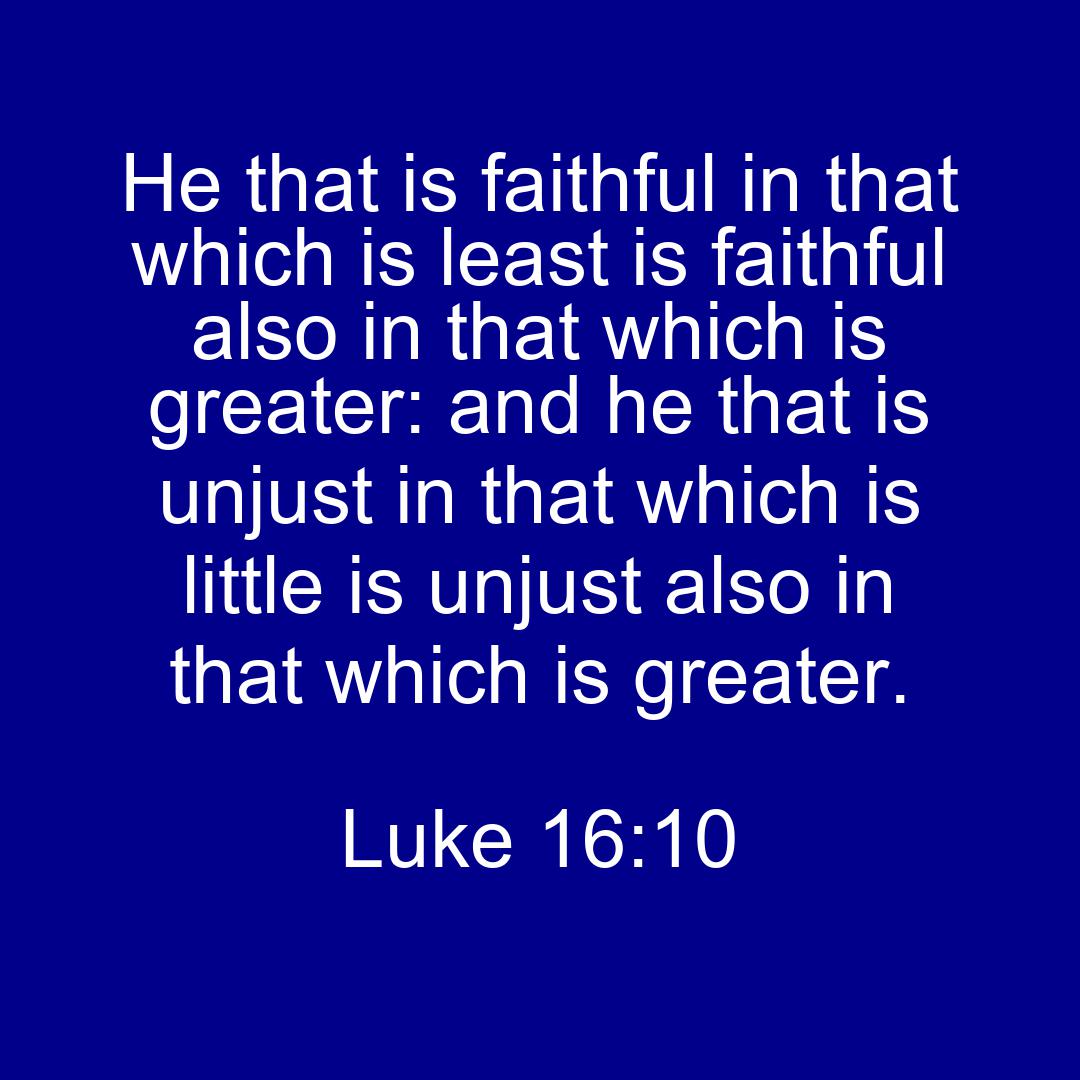 He that is faithful in that
which is least is faithful
also in that which is
greater: and he that is
unjust in that which is
little is unjust also in
that which is greater.
Luke 16:10